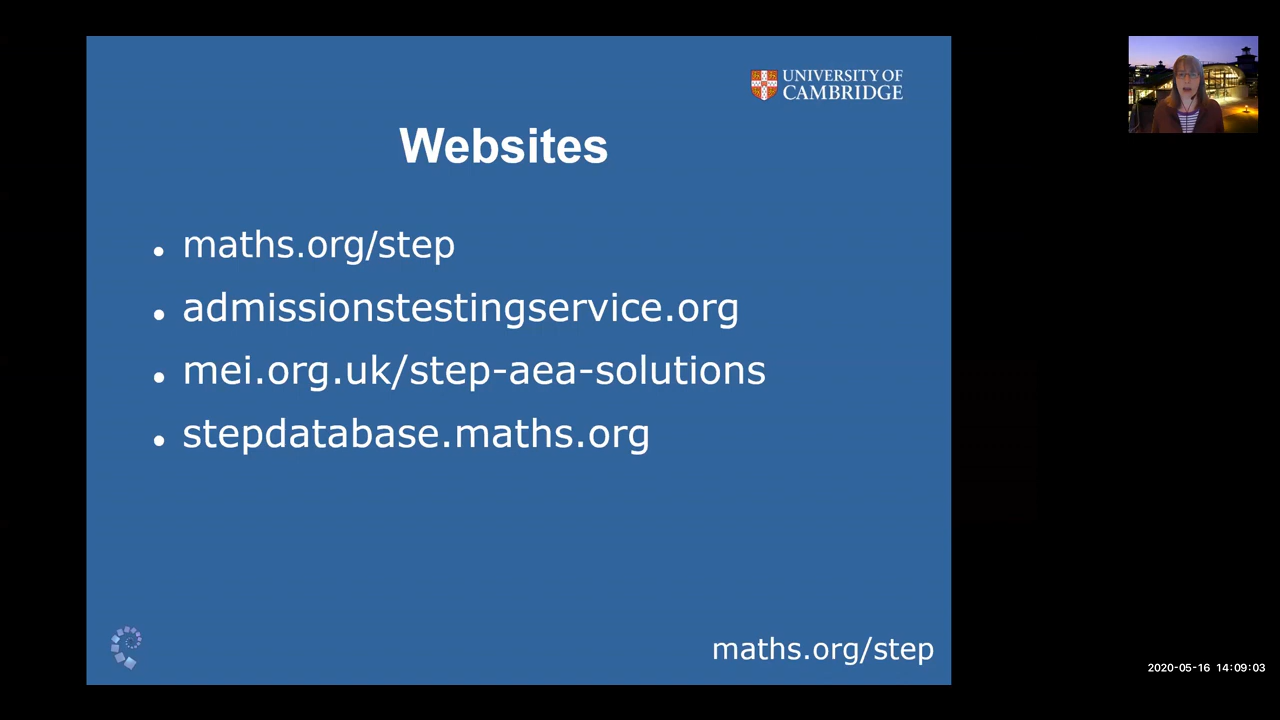 UNIVERSITY OF
CAMBRIDGE
Websites
• maths.org/step
• admissionstestingservice.org
• mei.org.uk/step-aea-solutions
• stepdatabase.maths.org
maths.org/step
2020-05-16 14:09:03